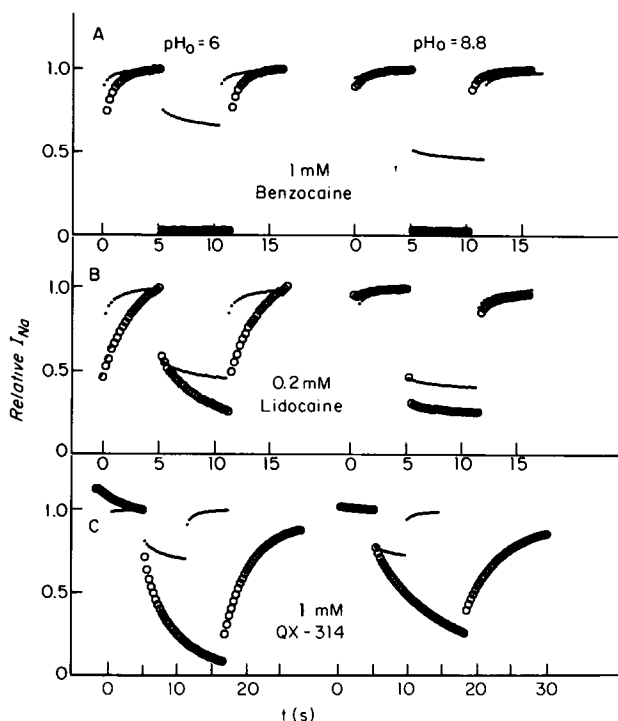 A
pHo = 6
pHo = 8.8
1.0
0.5
0
1 mM
Benzocaine
0 5 10 15
0 5 10 15
B
1.0
0.5
0
0.2 mM
Lidocaine
0 5 10 15
0 5 10 15
Relative INa
C
1.0
0.5
0
1 mM
QX-314
0 10 20
0 10 20 30
t (s)